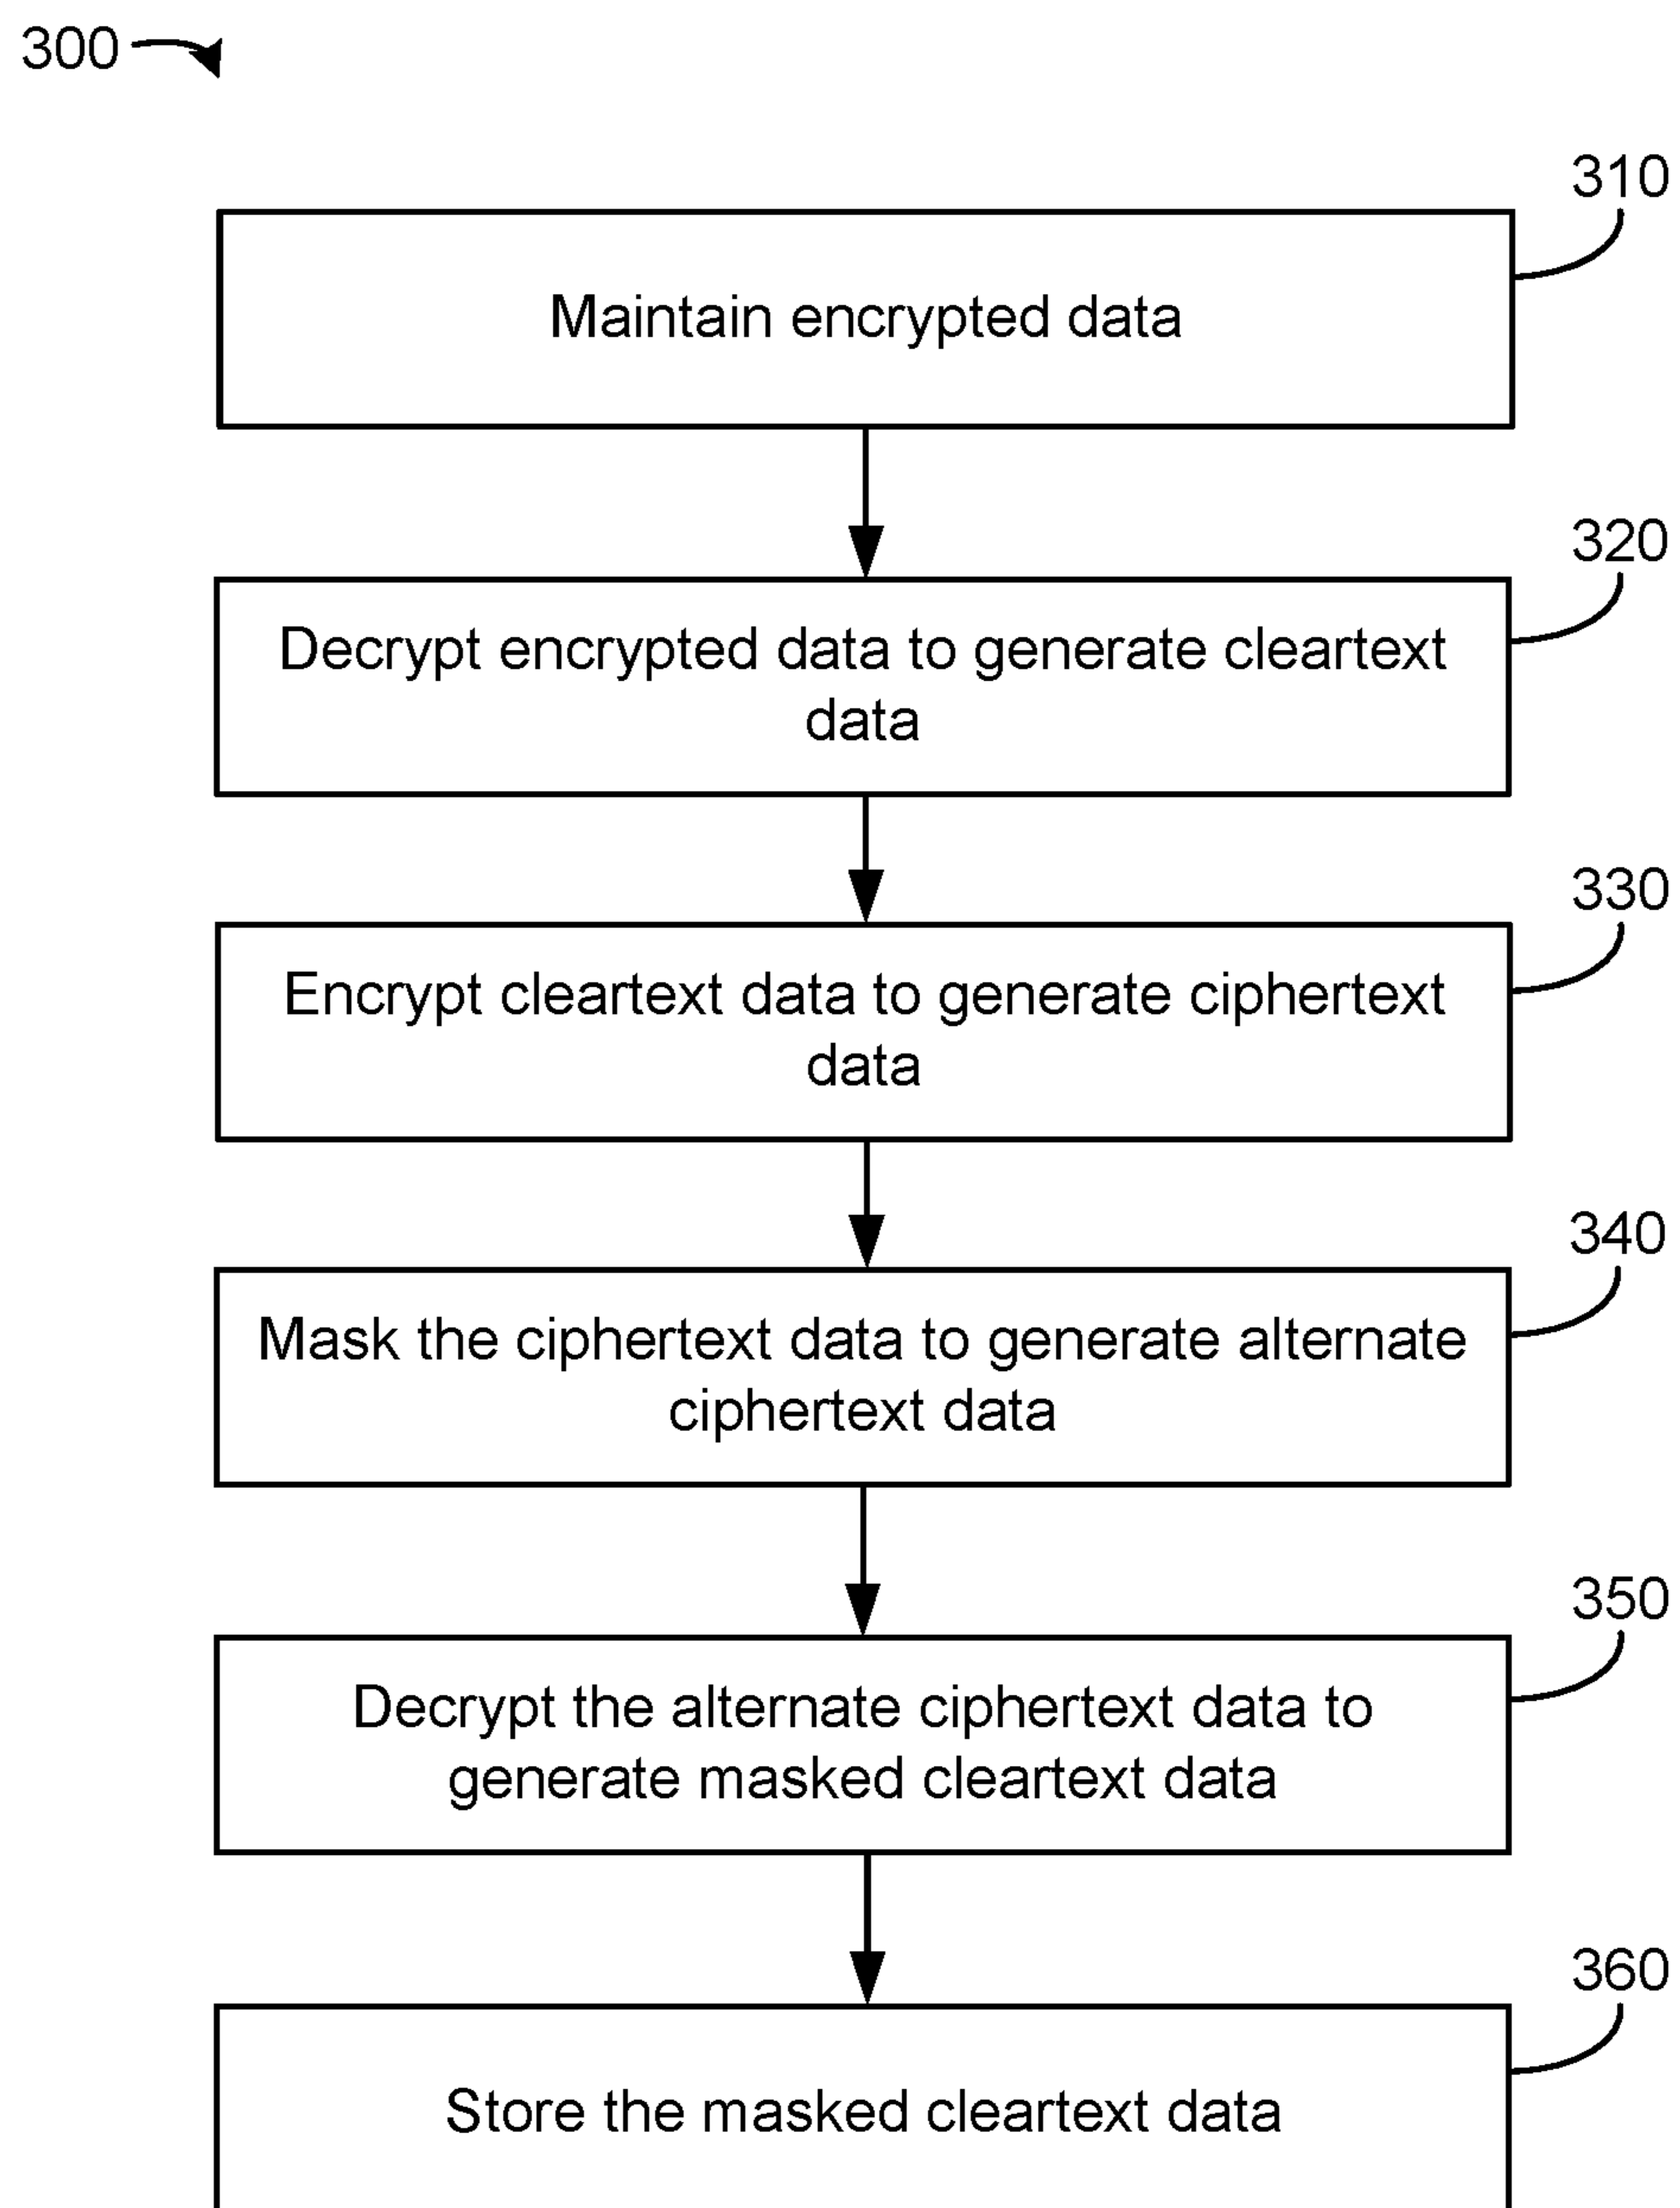 300
310
Maintain encrypted data
320
Decrypt encrypted data to generate cleartext
data
330
Encrypt cleartext data to generate ciphertext
data
340
Mask the ciphertext data to generate alternate
ciphertext data
350
Decrypt the alternate ciphertext data to
generate masked cleartext data
360
Store the masked cleartext data